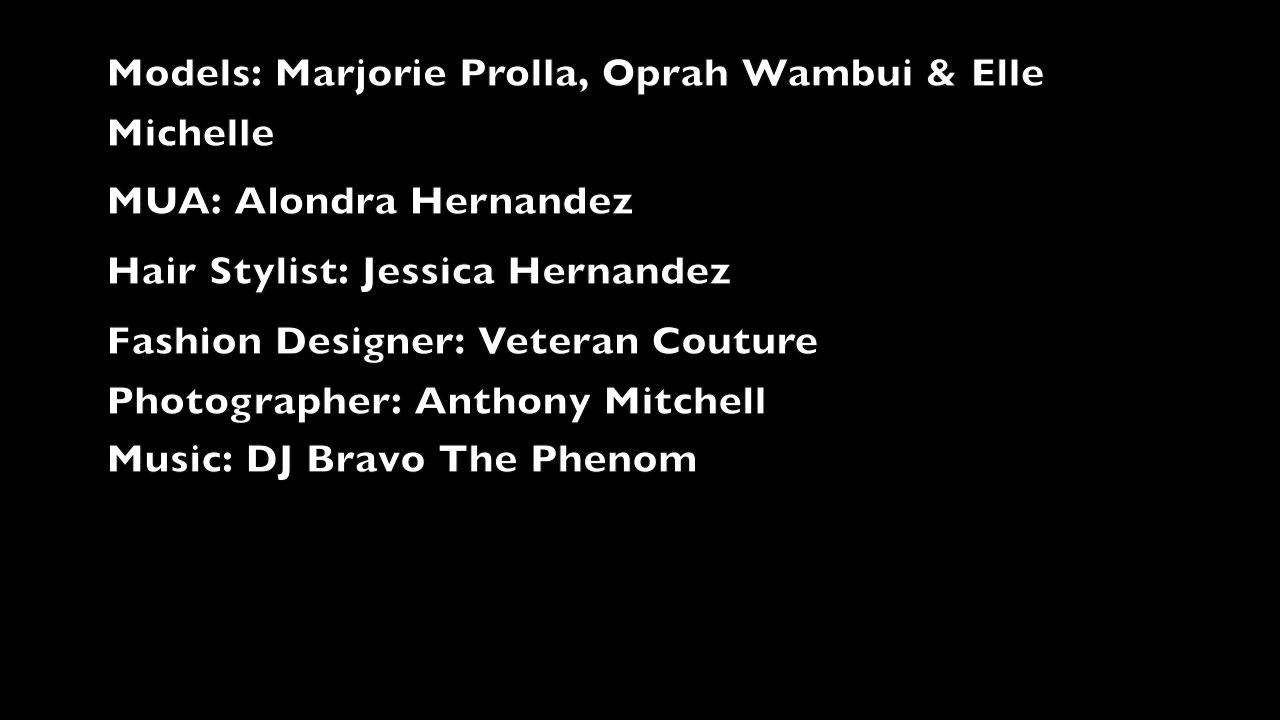 Models: Marjorie Prolla, Oprah Wambui & Elle
Michelle
MUA: Alondra Hernandez
Hair Stylist: Jessica Hernandez
Fashion Designer: Veteran Couture
Photographer: Anthony Mitchell
Music: DJ Bravo The Phenom